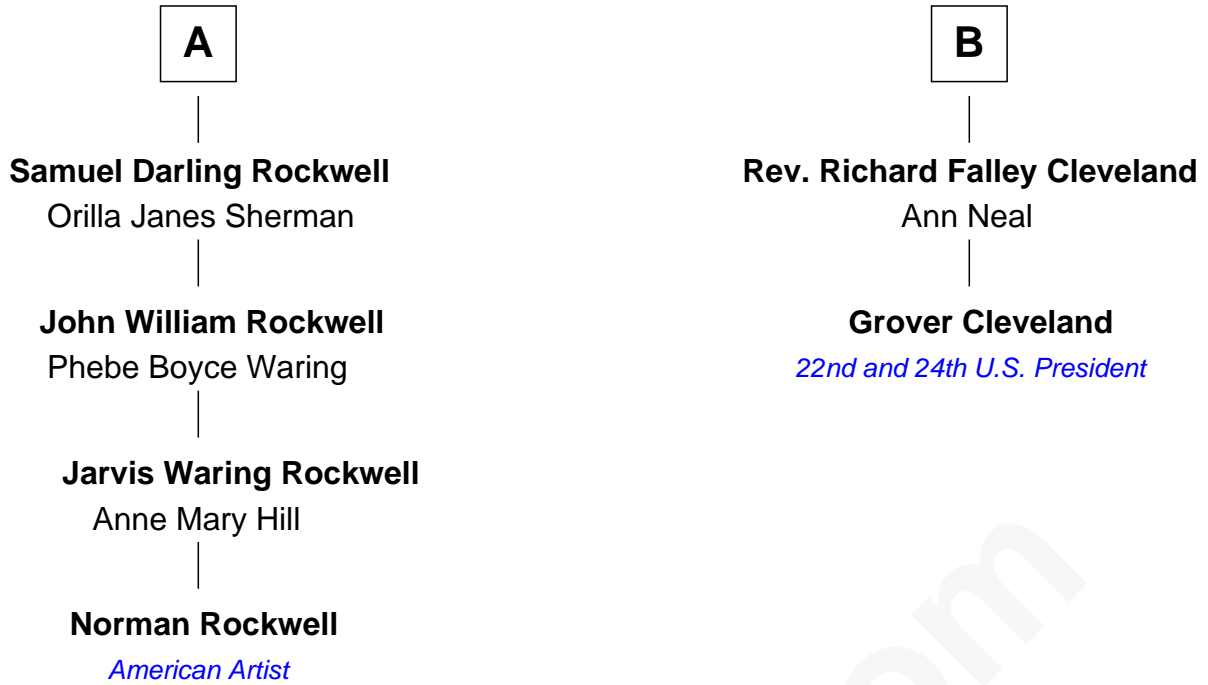 A
Samuel Darling Rockwell
Orilla Janes Sherman
John William Rockwell
Phebe Boyce Waring
Jarvis Waring Rockwell
Anne Mary Hill
Norman Rockwell
American Artist
B
Rev. Richard Falley Cleveland
Ann Neal
Grover Cleveland
22nd and 24th U.S. President
om